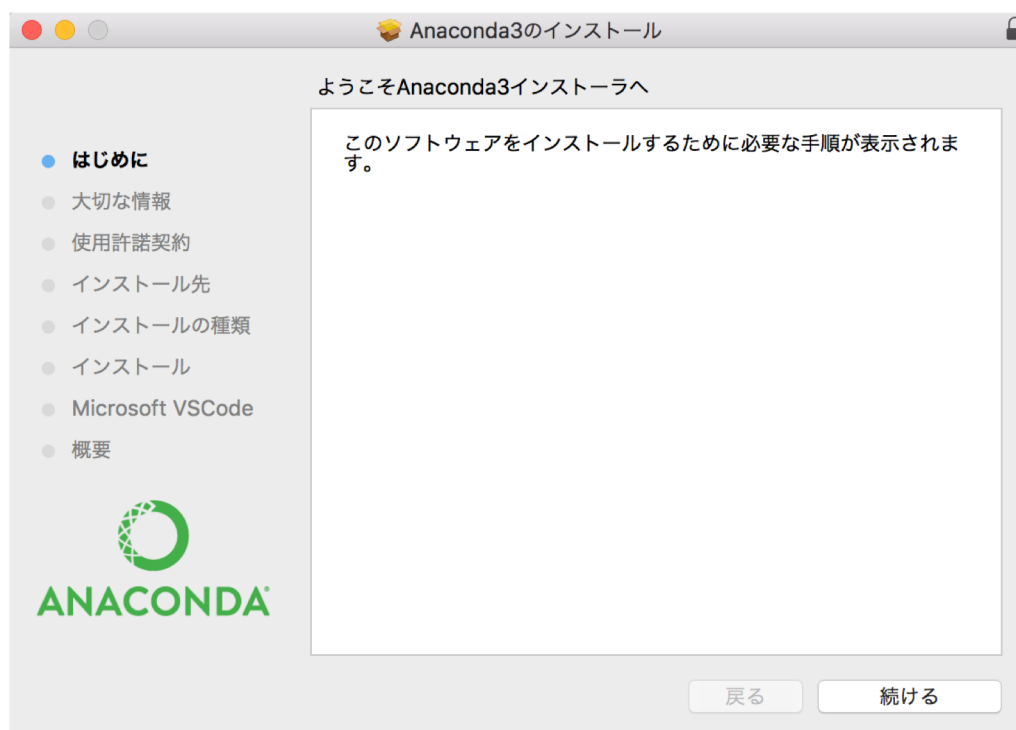 Anaconda3のインストール
ようこそAnaconda3インストーラへ
はじめに
大切な情報
使用許諾契約
インストール先
インストールの種類
インストール
Microsoft VSCode
概要
ANACONDA
このソフトウェアをインストールするために必要な手順が表示されま
す。
戻る
続ける